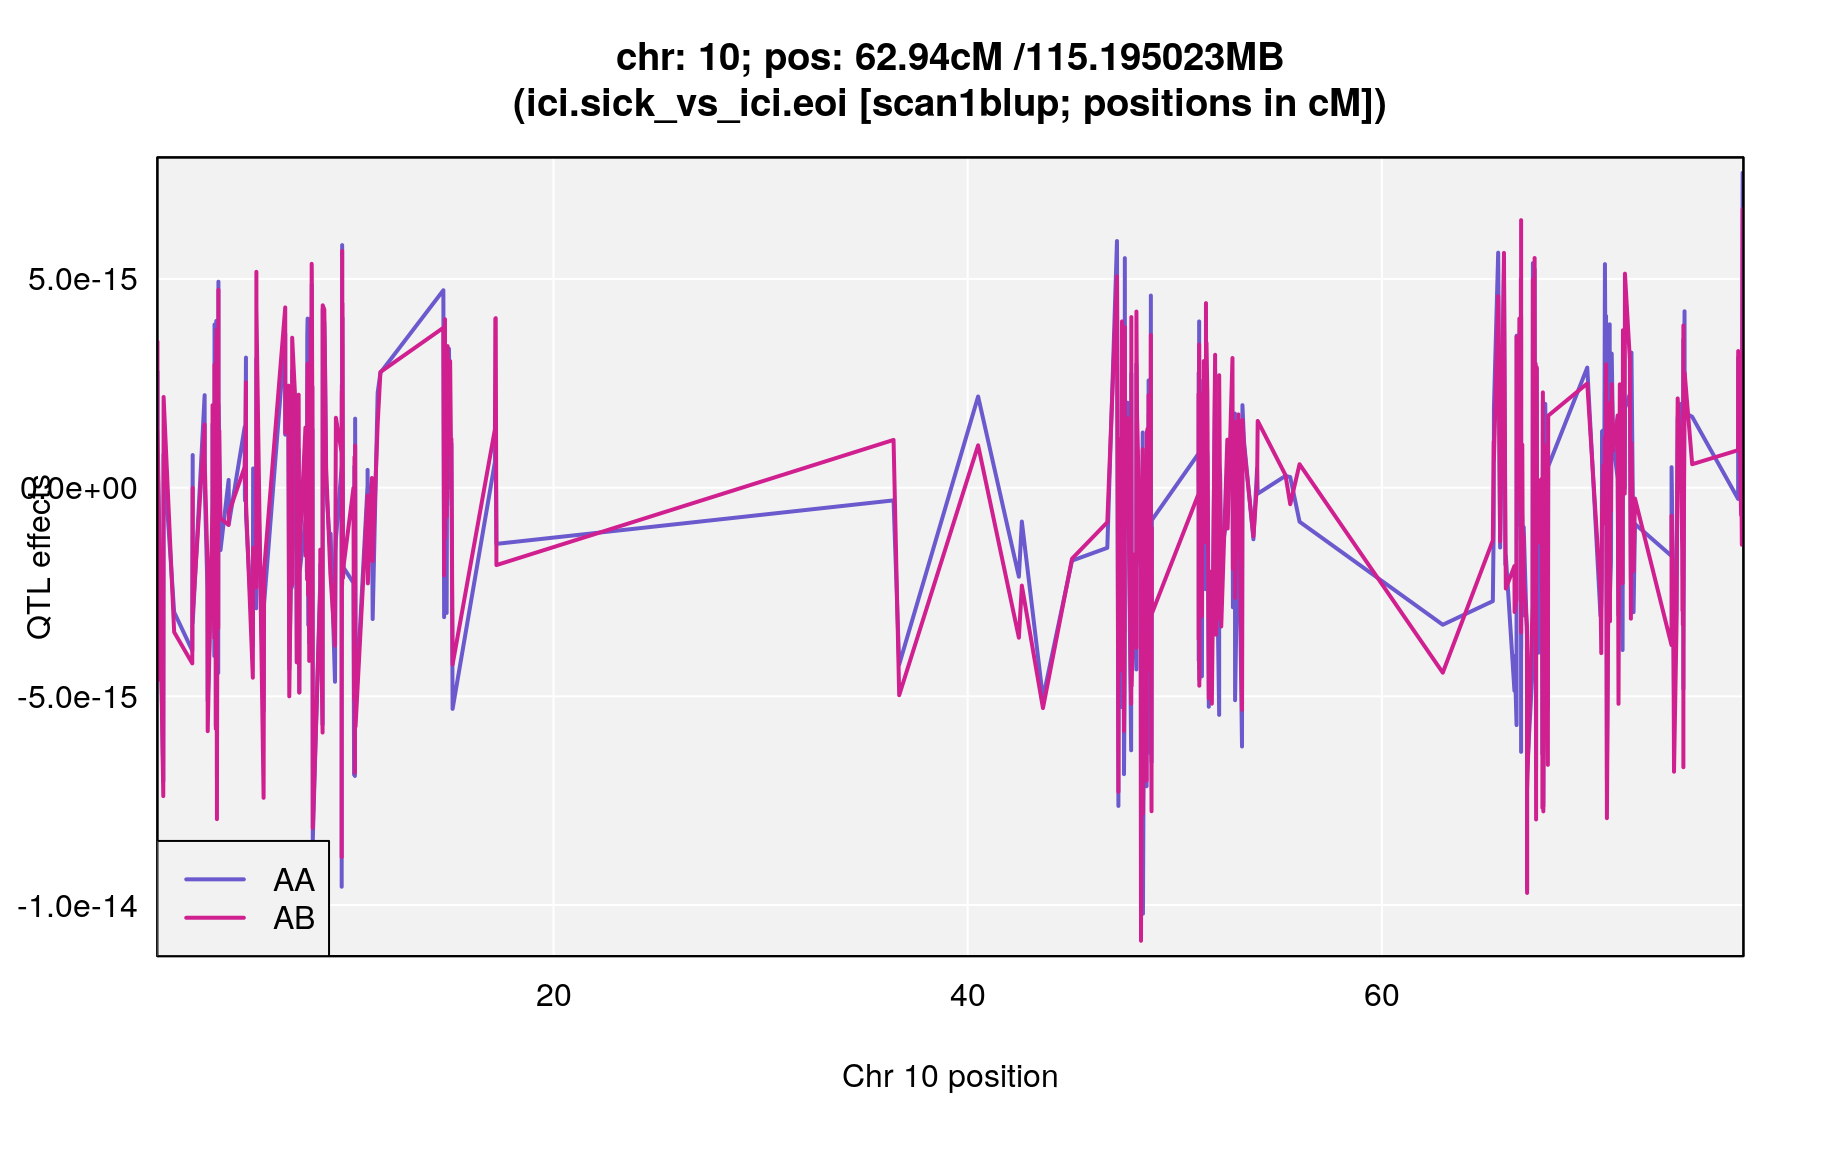 chr: 10; pos: 62.94cM /115.195023MB
(ici.sick_vs_ici.eoi [scan1blup; positions in cM])
5.0e-15
0.0e+00
-5.0e-15
-1.0e-14
QTL effects
AA
AB
20 40 60
Chr 10 position